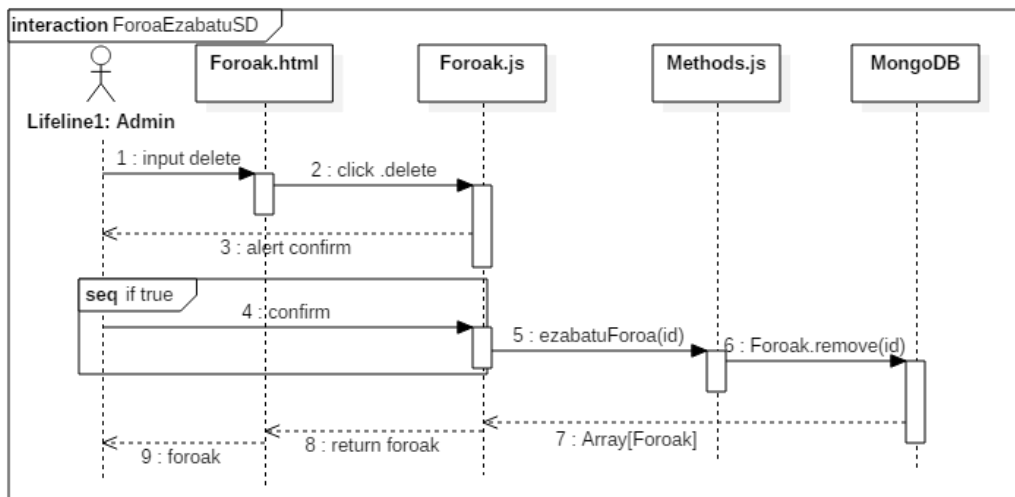 interaction ForoaEzabatuSD
Foroak.html
Foroak.js
Methods.js
MongoDB
Lifeline1: Admin
1 : input delete
2 : click .delete
3 : alert confirm
seq if true
4 : confirm
5 : ezabatuForoa(id)
6 : Foroak.remove(id)
7 : Array[Foroak]
8 : return foroak
9 : foroak